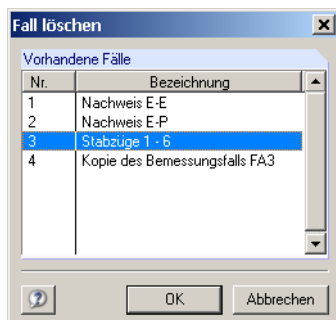 Fall löschen
Vorhandene Fälle
Nr. Bezeichnung
1 Nachweis E-E
2 Nachweis E-P
3 Stabzüge 1 - 6
4 Kopie des Bemessungsfalls FA3
OK Abbrechen